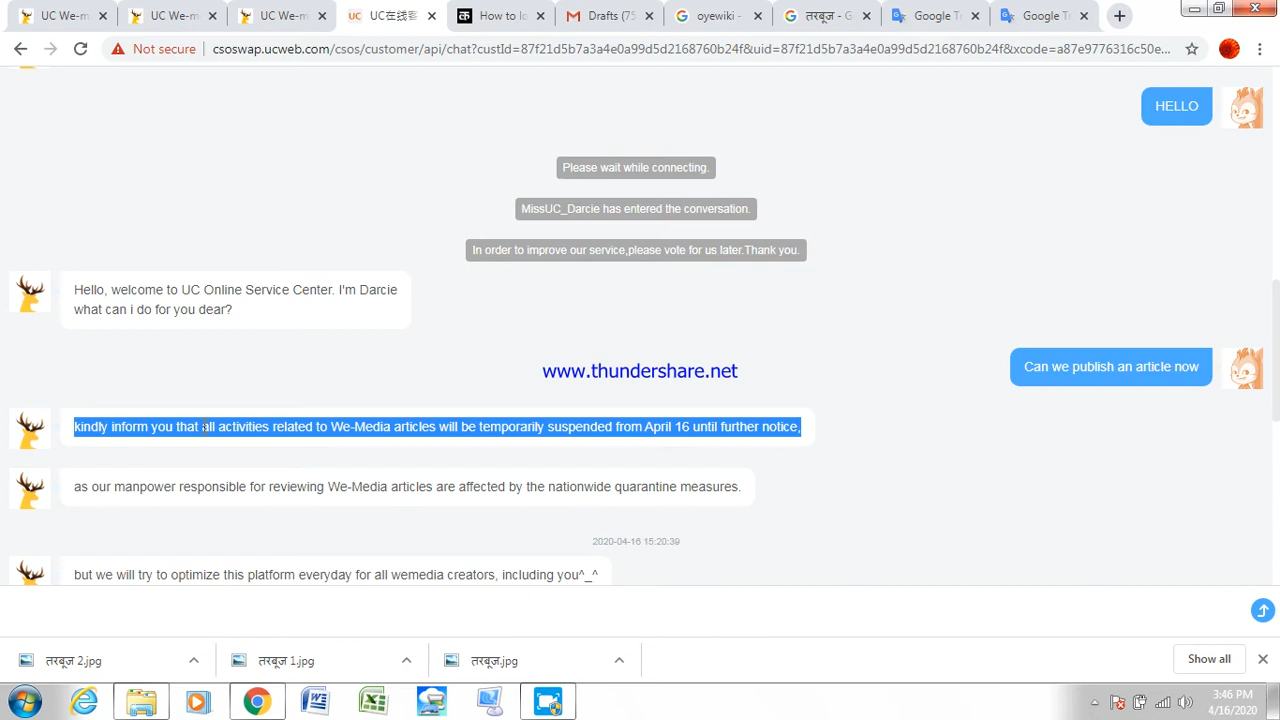 UC We-m
UC We-m
UC We-m
UC在线客
How to lo
Drafts (75
oyewiki -
तरबूज - G
Google T
Google T
Not secure
csoswap.ucweb.com/csos/customer/api/chat?custId=87f21d5b7a3a4e0a99d5d2168760b24f&uid=87f21d5b7a3a4e0a99d5d2168760b24f&xcode=a87e9776316c50e...
HELLO
Please wait while connecting.
MissUC_Darcie has entered the conversation.
In order to improve our service,please vote for us later.Thank you.
Hello, welcome to UC Online Service Center. I'm Darcie
what can i do for you dear?
www.thundershare.net
Can we publish an article now
kindly inform you that all activities related to We-Media articles will be temporarily suspended from April 16 until further notice,
as our manpower responsible for reviewing We-Media articles are affected by the nationwide quarantine measures.
2020-04-16 15:20:39
but we will try to optimize this platform everyday for all wemedia creators, including you^_^
तरबूज 2.jpg
तरबूज 1.jpg
तरबूज.jpg
Show all
3:46 PM
4/16/2020